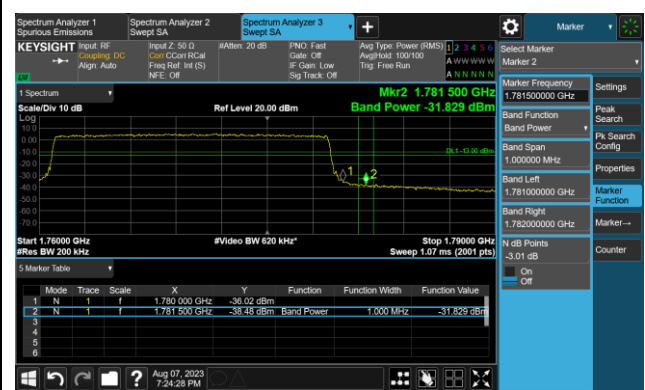 Spectrum Analyzer 1
Spurious Emissions
Spectrum Analyzer 2
Swept SA
Spectrum Analyzer 3
Swept SA
Marker
KEYSIGHT
Input: RF
Coupling: DC
Align: Auto
Input Z: 50 Ω
Corr CCorr RCal
Freq Ref: Int (S)
NFE: Off
#Atten: 20 dB
PNO: Fast
Gate: Off
IF Gain: Low
Sig Track: Off
Avg Type: Power (RMS)
Avg|Hold: 100/100
Trig: Free Run
1 2 3 4 5 6
A W W W W W
A N N N N N
LV
Select Marker
Marker 2
1 Spectrum
Mkr2 1.781 500 GHz
Scale/Div 10 dB
Ref Level 20.00 dBm
Band Power -31.829 dBm
Log
10.0
0.00
-10.0
-20.0
-30.0
-40.0
-50.0
-60.0
-70.0
DL1 -13.00 dBm
1
2
Start 1.76000 GHz
#Video BW 620 kHz*
Stop 1.79000 GHz
#Res BW 200 kHz
Sweep 1.07 ms (2001 pts)
Marker Frequency
1.781500000 GHz
Band Function
Band Power
Band Span
1.000000 MHz
Band Left
1.781000000 GHz
Band Right
1.782000000 GHz
N dB Points
-3.01 dB
On
Off
Settings
Peak
Search
Pk Search
Config
Properties
Marker
Function
Marker→
Counter
5 Marker Table
Mode Trace Scale X Y Function Function Width Function Value
1 N 1 f 1.780 000 GHz -36.02 dBm
2 N 1 f 1.781 500 GHz -38.48 dBm Band Power 1.000 MHz -31.829 dBm
3
4
5
6
?
Aug 07, 2023
7:24:28 PM